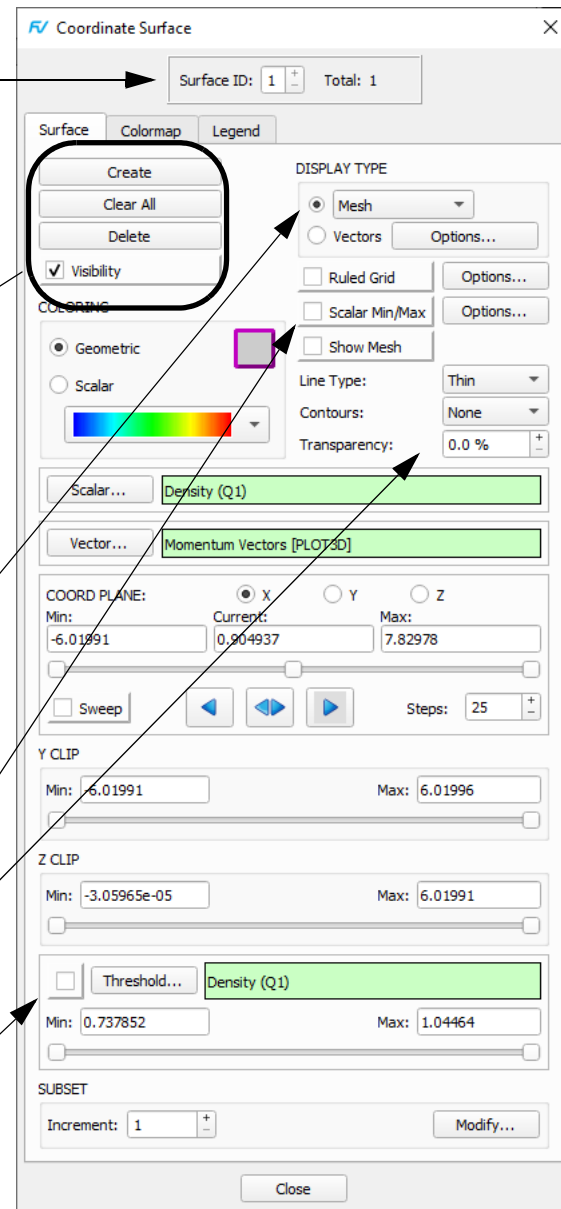 FV Coordinate Surface
Surface ID: 1 Total: 1
Surface Colormap Legend
Create
Clear All
Delete
Visibility
DISPLAY TYPE
Mesh
Vectors Options...
Ruled Grid Options...
Scalar Min/Max Options...
Show Mesh
Line Type: Thin
Contours: None
Transparency: 0.0 %
COLORING
Geometric
Scalar
Scalar... Density (Q1)
Vector... Momentum Vectors [PLOT3D]
COORD PLANE: X Y Z
Min: Current: Max:
-6.01991 0.904937 7.82978
Sweep Steps: 25
Y CLIP
Min: -6.01991 Max: 6.01996
Z CLIP
Min: -3.05965e-05 Max: 6.01991
Threshold... Density (Q1)
Min: 0.737852 Max: 1.04464
SUBSET
Increment: 1 Modify...
Close